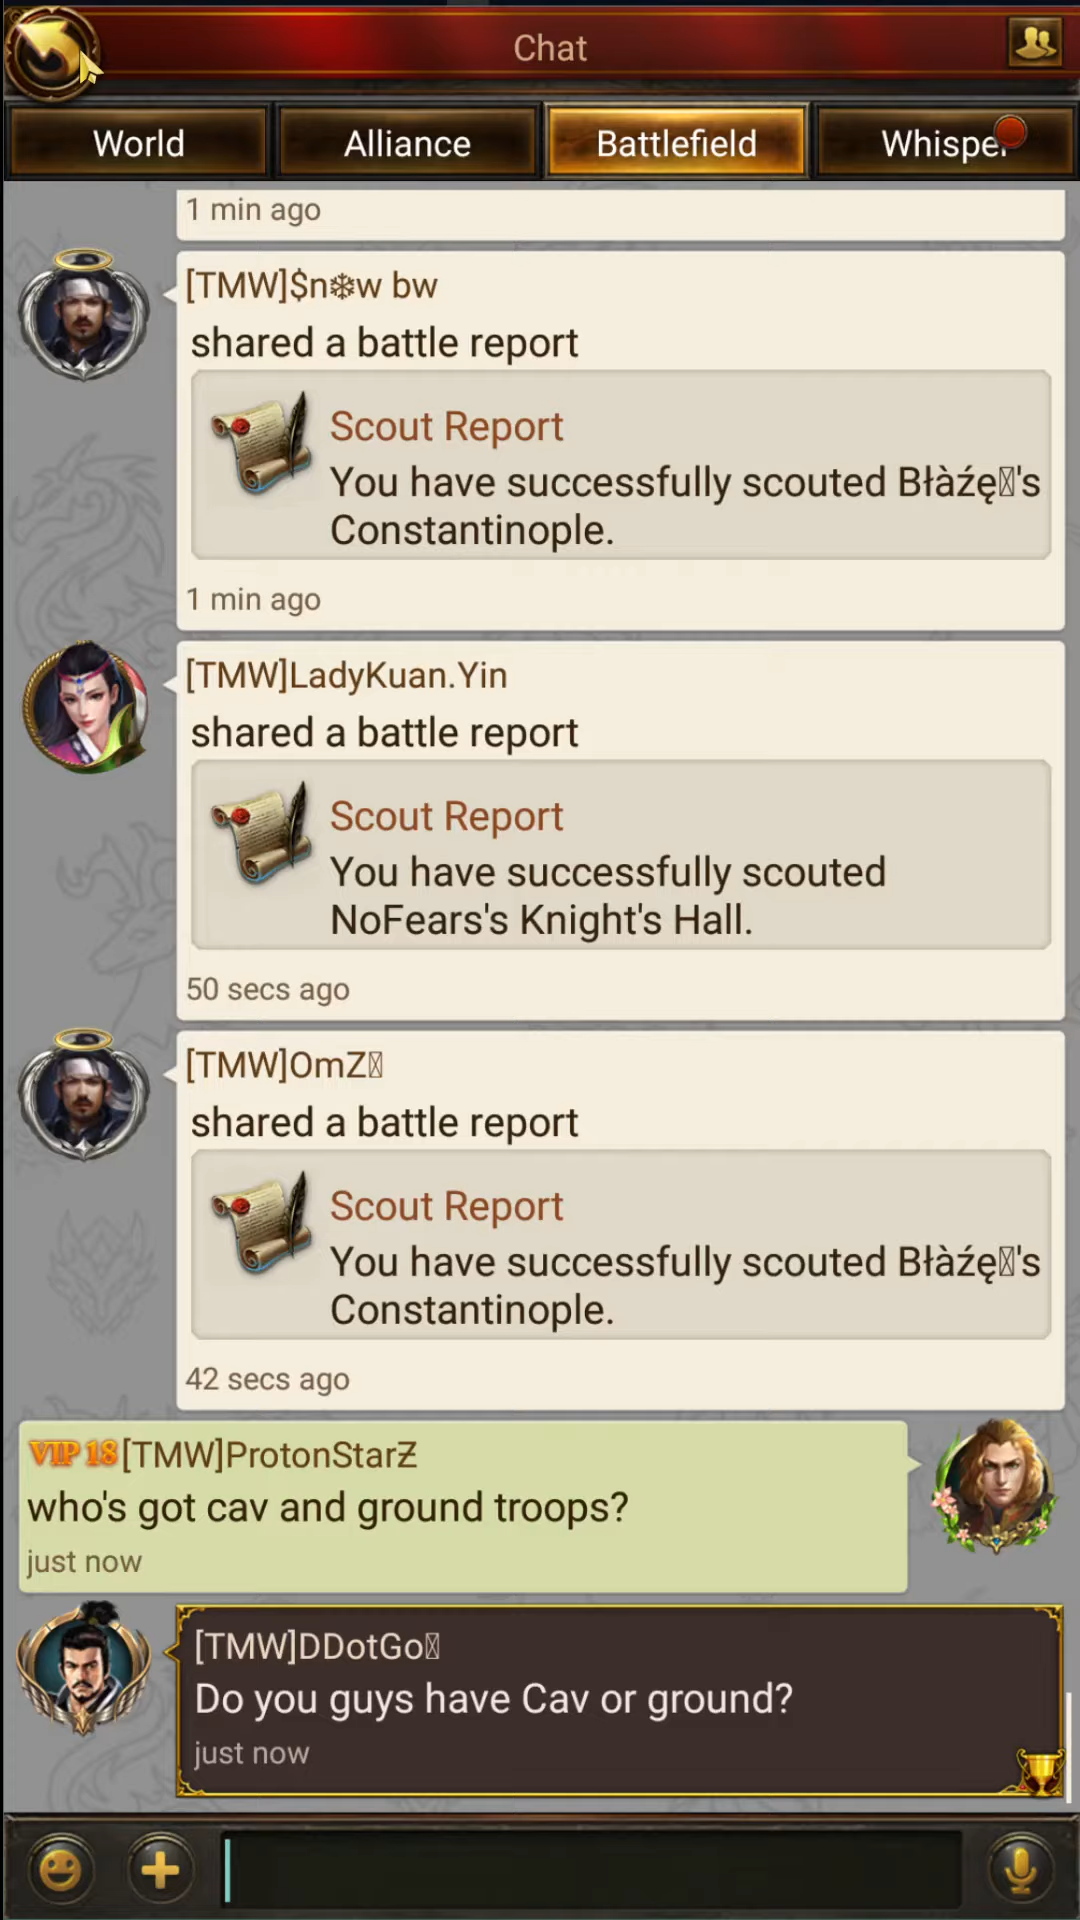 Chat
World
Alliance
Battlefield
Whisper
1 min ago
[TMW]$n❄w bw
shared a battle report
Scout Report
You have successfully scouted Błàźę's
Constantinople.
1 min ago
[TMW]LadyKuan.Yin
shared a battle report
Scout Report
You have successfully scouted
NoFears's Knight's Hall.
50 secs ago
[TMW]OmZ
shared a battle report
Scout Report
You have successfully scouted Błàźę's
Constantinople.
42 secs ago
VIP 18 [TMW]ProtonStarƵ
who's got cav and ground troops?
just now
[TMW]DDotGo
Do you guys have Cav or ground?
just now